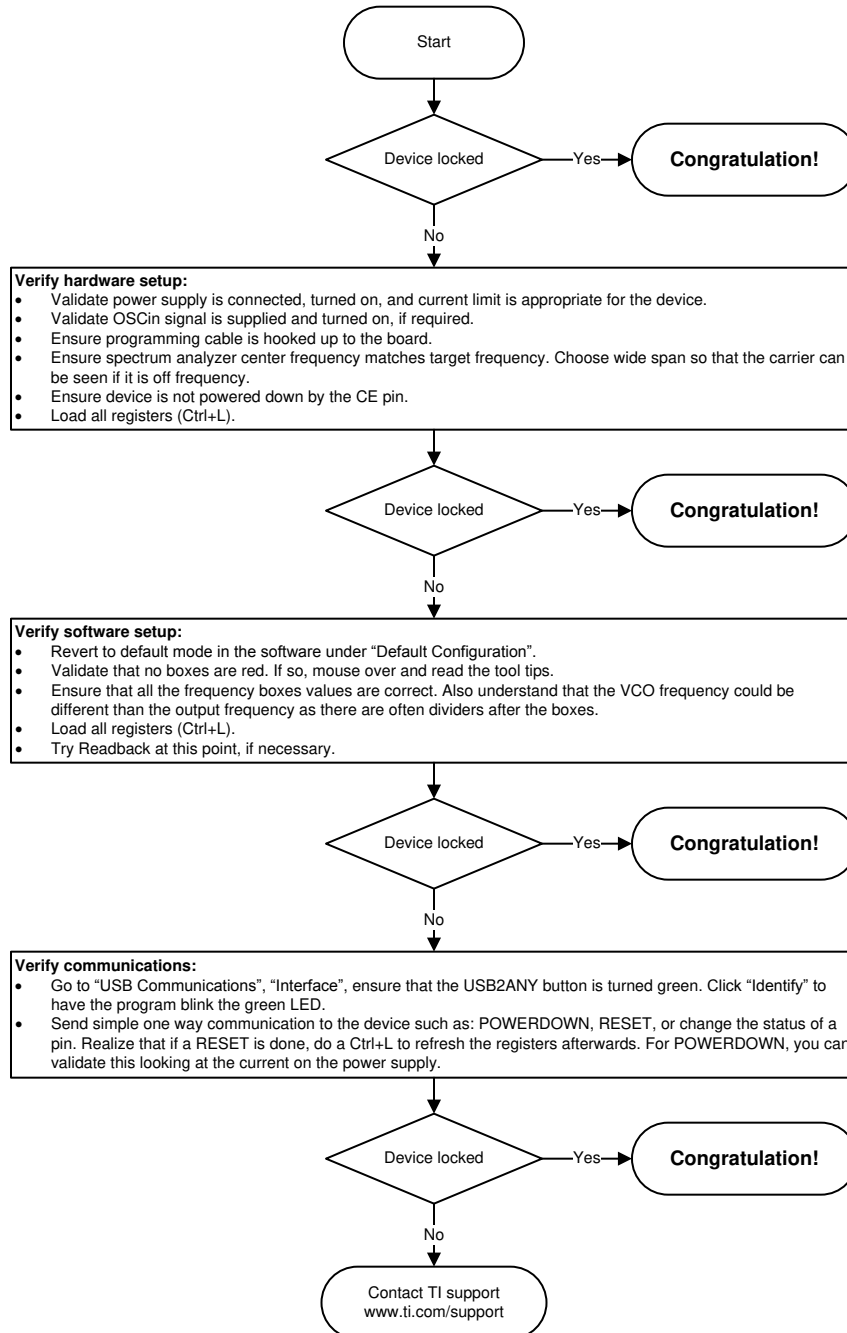 Start
Device locked
Yes
Congratulation!
No
Verify hardware setup:
• Validate power supply is connected, turned on, and current limit is appropriate for the device.
• Validate OSCin signal is supplied and turned on, if required.
• Ensure programming cable is hooked up to the board.
• Ensure spectrum analyzer center frequency matches target frequency. Choose wide span so that the carrier can
be seen if it is off frequency.
• Ensure device is not powered down by the CE pin.
• Load all registers (Ctrl+L).
Device locked
Yes
Congratulation!
No
Verify software setup:
• Revert to default mode in the software under “Default Configuration”.
• Validate that no boxes are red. If so, mouse over and read the tool tips.
• Ensure that all the frequency boxes values are correct. Also understand that the VCO frequency could be
different than the output frequency as there are often dividers after the boxes.
• Load all registers (Ctrl+L).
• Try Readback at this point, if necessary.
Device locked
Yes
Congratulation!
No
Verify communications:
• Go to “USB Communications”, “Interface”, ensure that the USB2ANY button is turned green. Click “Identify” to
have the program blink the green LED.
• Send simple one way communication to the device such as: POWERDOWN, RESET, or change the status of a
pin. Realize that if a RESET is done, do a Ctrl+L to refresh the registers afterwards. For POWERDOWN, you can
validate this looking at the current on the power supply.
Device locked
Yes
Congratulation!
No
Contact TI support
www.ti.com/support